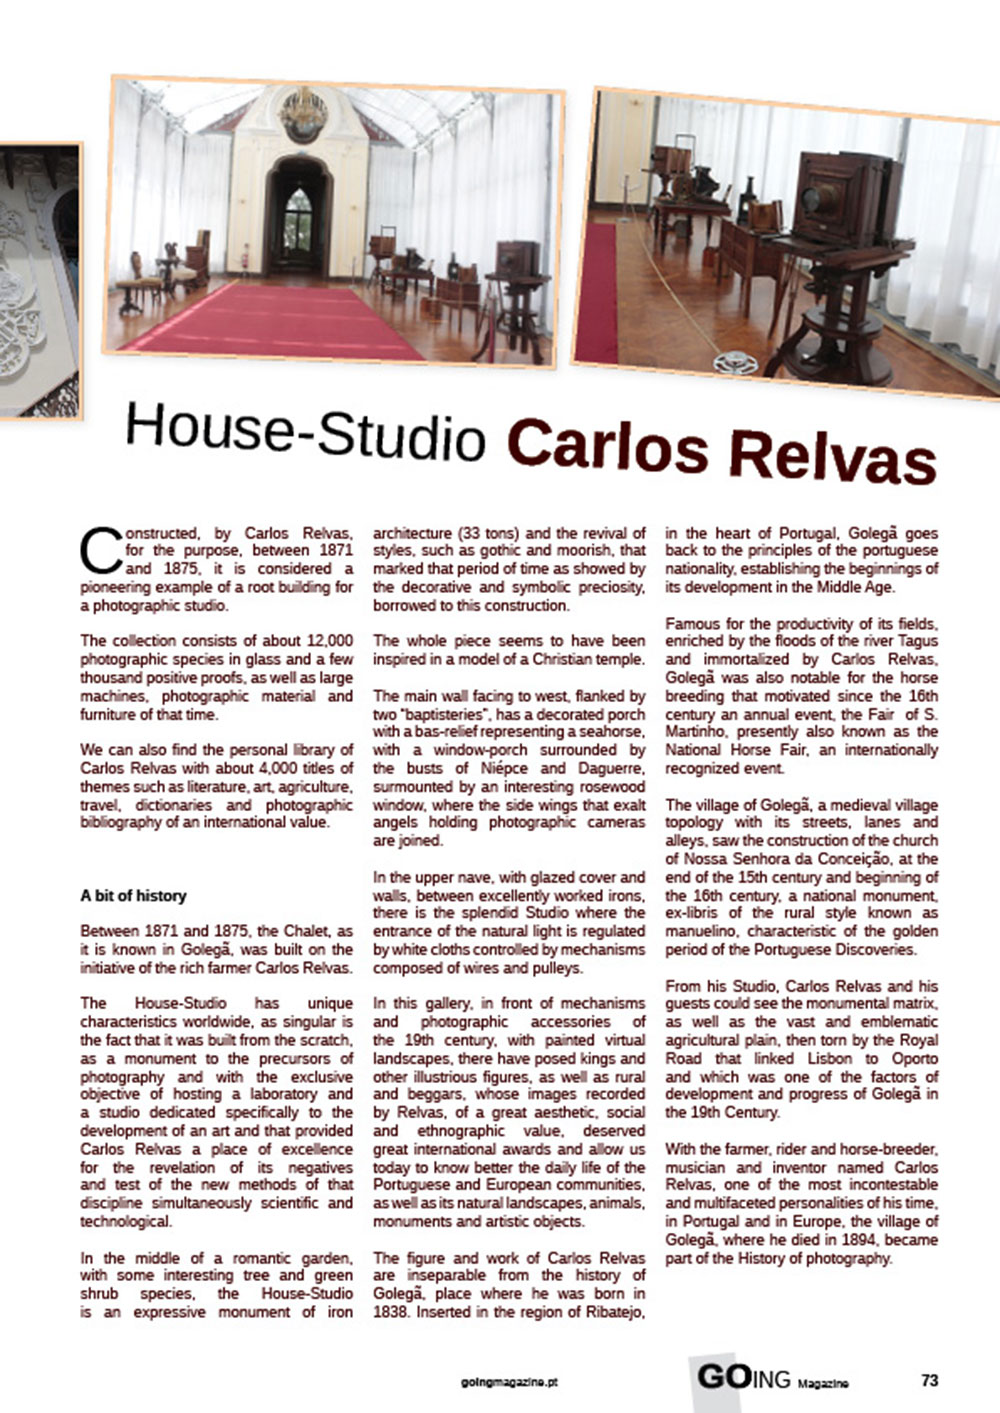 House-Studio Carlos Relvas
Constructed, by Carlos Relvas,
for the purpose, between 1871
and 1875, it is considered a
pioneering example of a root building for
a photographic studio.
The collection consists of about 12,000
photographic species in glass and a few
thousand positive proofs, as well as large
machines, photographic material and
furniture of that time.
We can also find the personal library of
Carlos Relvas with about 4,000 titles of
themes such as literature, art, agriculture,
travel, dictionaries and photographic
bibliography of an international value.
A bit of history
Between 1871 and 1875, the Chalet, as
it is known in Golegã, was built on the
initiative of the rich farmer Carlos Relvas.
The House-Studio has unique
characteristics worldwide, as singular is
the fact that it was built from the scratch,
as a monument to the precursors of
photography and with the exclusive
objective of hosting a laboratory and
a studio dedicated specifically to the
development of an art and that provided
Carlos Relvas a place of excellence
for the revelation of its negatives
and test of the new methods of that
discipline simultaneously scientific and
technological.
In the middle of a romantic garden,
with some interesting tree and green
shrub species, the House-Studio
is an expressive monument of iron
architecture (33 tons) and the revival of
styles, such as gothic and moorish, that
marked that period of time as showed by
the decorative and symbolic preciosity,
borrowed to this construction.
The whole piece seems to have been
inspired in a model of a Christian temple.
The main wall facing to west, flanked by
two "baptisteries", has a decorated porch
with a bas-relief representing a seahorse,
with a window-porch surrounded by
the busts of Niépce and Daguerre,
surmounted by an interesting rosewood
window, where the side wings that exalt
angels holding photographic cameras
are joined.
In the upper nave, with glazed cover and
walls, between excellently worked irons,
there is the splendid Studio where the
entrance of the natural light is regulated
by white cloths controlled by mechanisms
composed of wires and pulleys.
In this gallery, in front of mechanisms
and photographic accessories of
the 19th century, with painted virtual
landscapes, there have posed kings and
other illustrious figures, as well as rural
and beggars, whose images recorded
by Relvas, of a great aesthetic, social
and ethnographic value, deserved
great international awards and allow us
today to know better the daily life of the
Portuguese and European communities,
as well as its natural landscapes, animals,
monuments and artistic objects.
The figure and work of Carlos Relvas
are inseparable from the history of
Golegã, place where he was born in
1838. Inserted in the region of Ribatejo,
in the heart of Portugal, Golegã goes
back to the principles of the portuguese
nationality, establishing the beginnings of
its development in the Middle Age.
Famous for the productivity of its fields,
enriched by the floods of the river Tagus
and immortalized by Carlos Relvas,
Golegã was also notable for the horse
breeding that motivated since the 16th
century an annual event, the Fair of S.
Martinho, presently also known as the
National Horse Fair, an internationally
recognized event.
The village of Golegã, a medieval village
topology with its streets, lanes and
alleys, saw the construction of the church
of Nossa Senhora da Conceição, at the
end of the 15th century and beginning of
the 16th century, a national monument,
ex-libris of the rural style known as
manuelino, characteristic of the golden
period of the Portuguese Discoveries.
From his Studio, Carlos Relvas and his
guests could see the monumental matrix,
as well as the vast and emblematic
agricultural plain, then torn by the Royal
Road that linked Lisbon to Oporto
and which was one of the factors of
development and progress of Golegã in
the 19th Century.
With the farmer, rider and horse-breeder,
musician and inventor named Carlos
Relvas, one of the most incontestable
and multifaceted personalities of his time,
in Portugal and in Europe, the village of
Golegã, where he died in 1894, became
part of the History of photography.
goingmagazine.pt
GOING Magazine
73